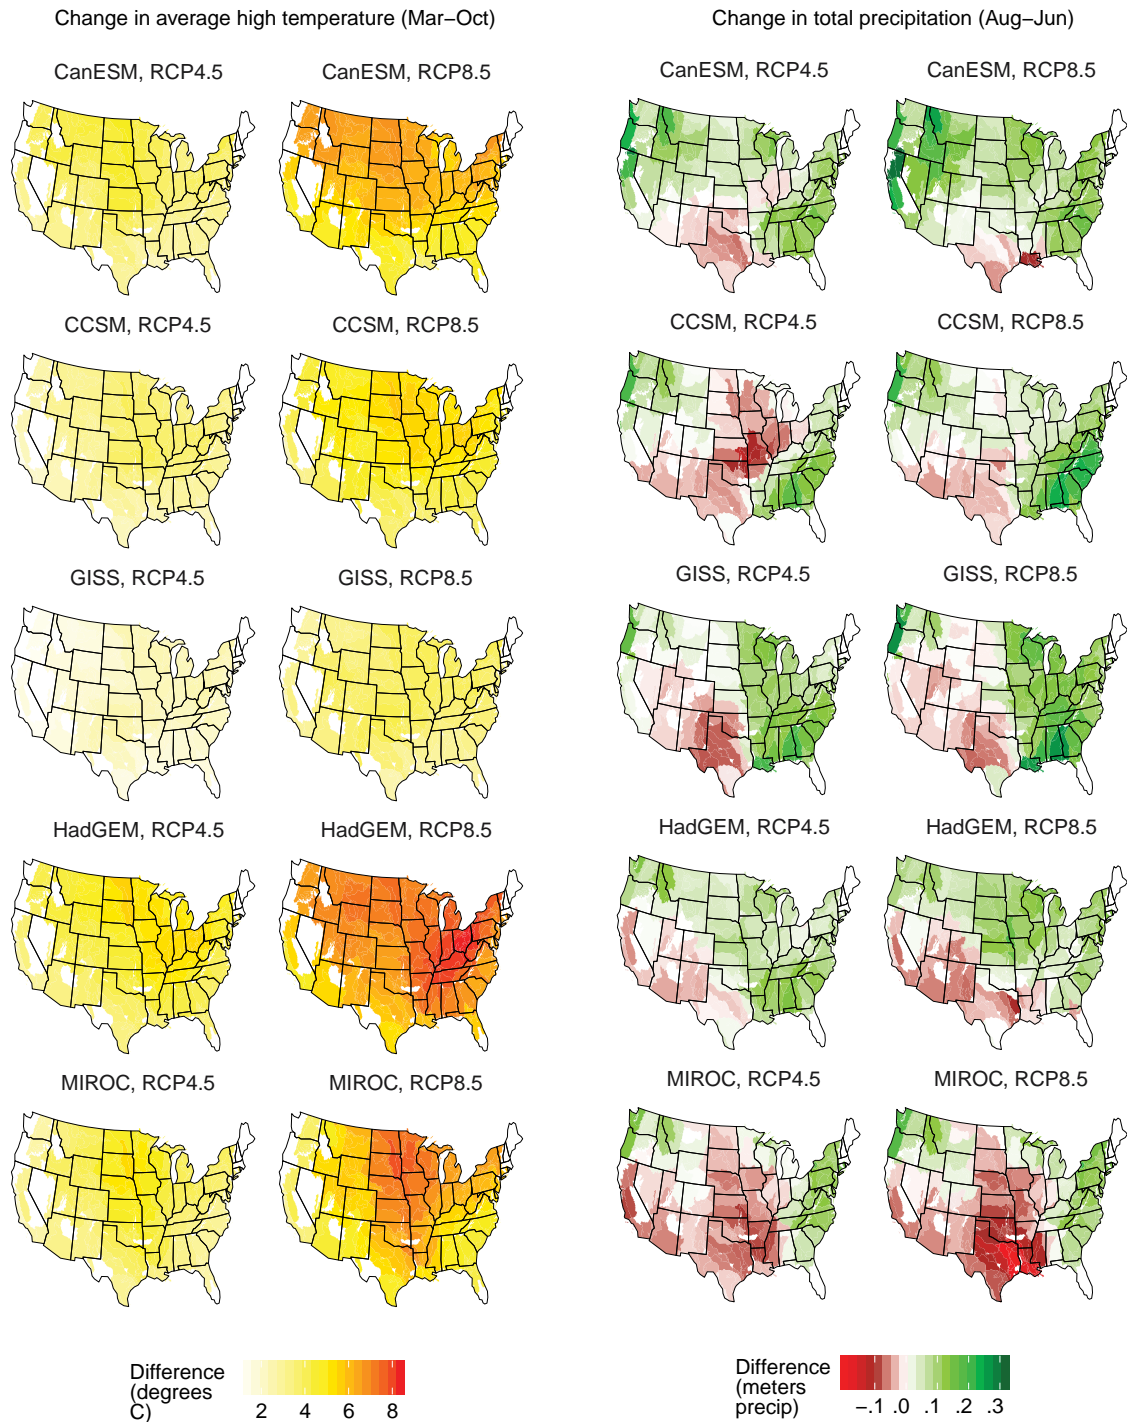 Change in average high temperature (Mar−Oct)
Change in total precipitation (Aug−Jun)
CanESM, RCP4.5
CanESM, RCP8.5
CanESM, RCP4.5
CanESM, RCP8.5
CCSM, RCP4.5
CCSM, RCP8.5
CCSM, RCP4.5
CCSM, RCP8.5
GISS, RCP4.5
GISS, RCP8.5
GISS, RCP4.5
GISS, RCP8.5
HadGEM, RCP4.5
HadGEM, RCP8.5
HadGEM, RCP4.5
HadGEM, RCP8.5
MIROC, RCP4.5
MIROC, RCP8.5
MIROC, RCP4.5
MIROC, RCP8.5
Difference
(degrees
C)
2 4 6 8
Difference
(meters
precip)
−.1 .0 .1 .2 .3